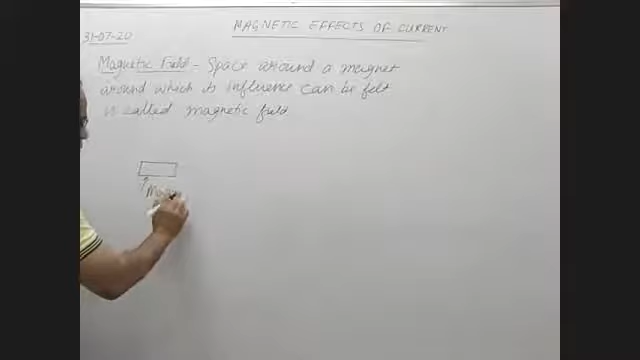 MAGNETIC EFFECTS OF CURRENT
31-07-20
Magnetic Field - Space around a magnet
around which its influence can be felt
is called magnetic field